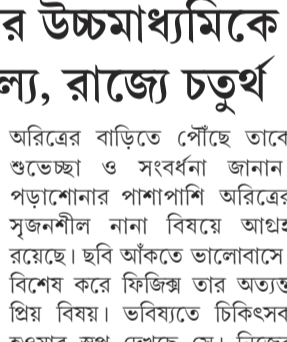 র উচ্চমাধ্যমিকে
ল্য, রাজ্যে চতুর্থ
অরিত্রের বাড়িতে পৌঁছে তাকে
শুভেচ্ছা ও সংবর্ধনা জানান
পড়াশোনার পাশাপাশি অরিত্রের
সৃজনশীল নানা বিষয়ে আগ্রহ
রয়েছে। ছবি আঁকতে ভালোবাসে
বিশেষ করে ফিজিক্স তার অত্যন্ত
প্রিয় বিষয়। ভবিষ্যতে চিকিৎসক